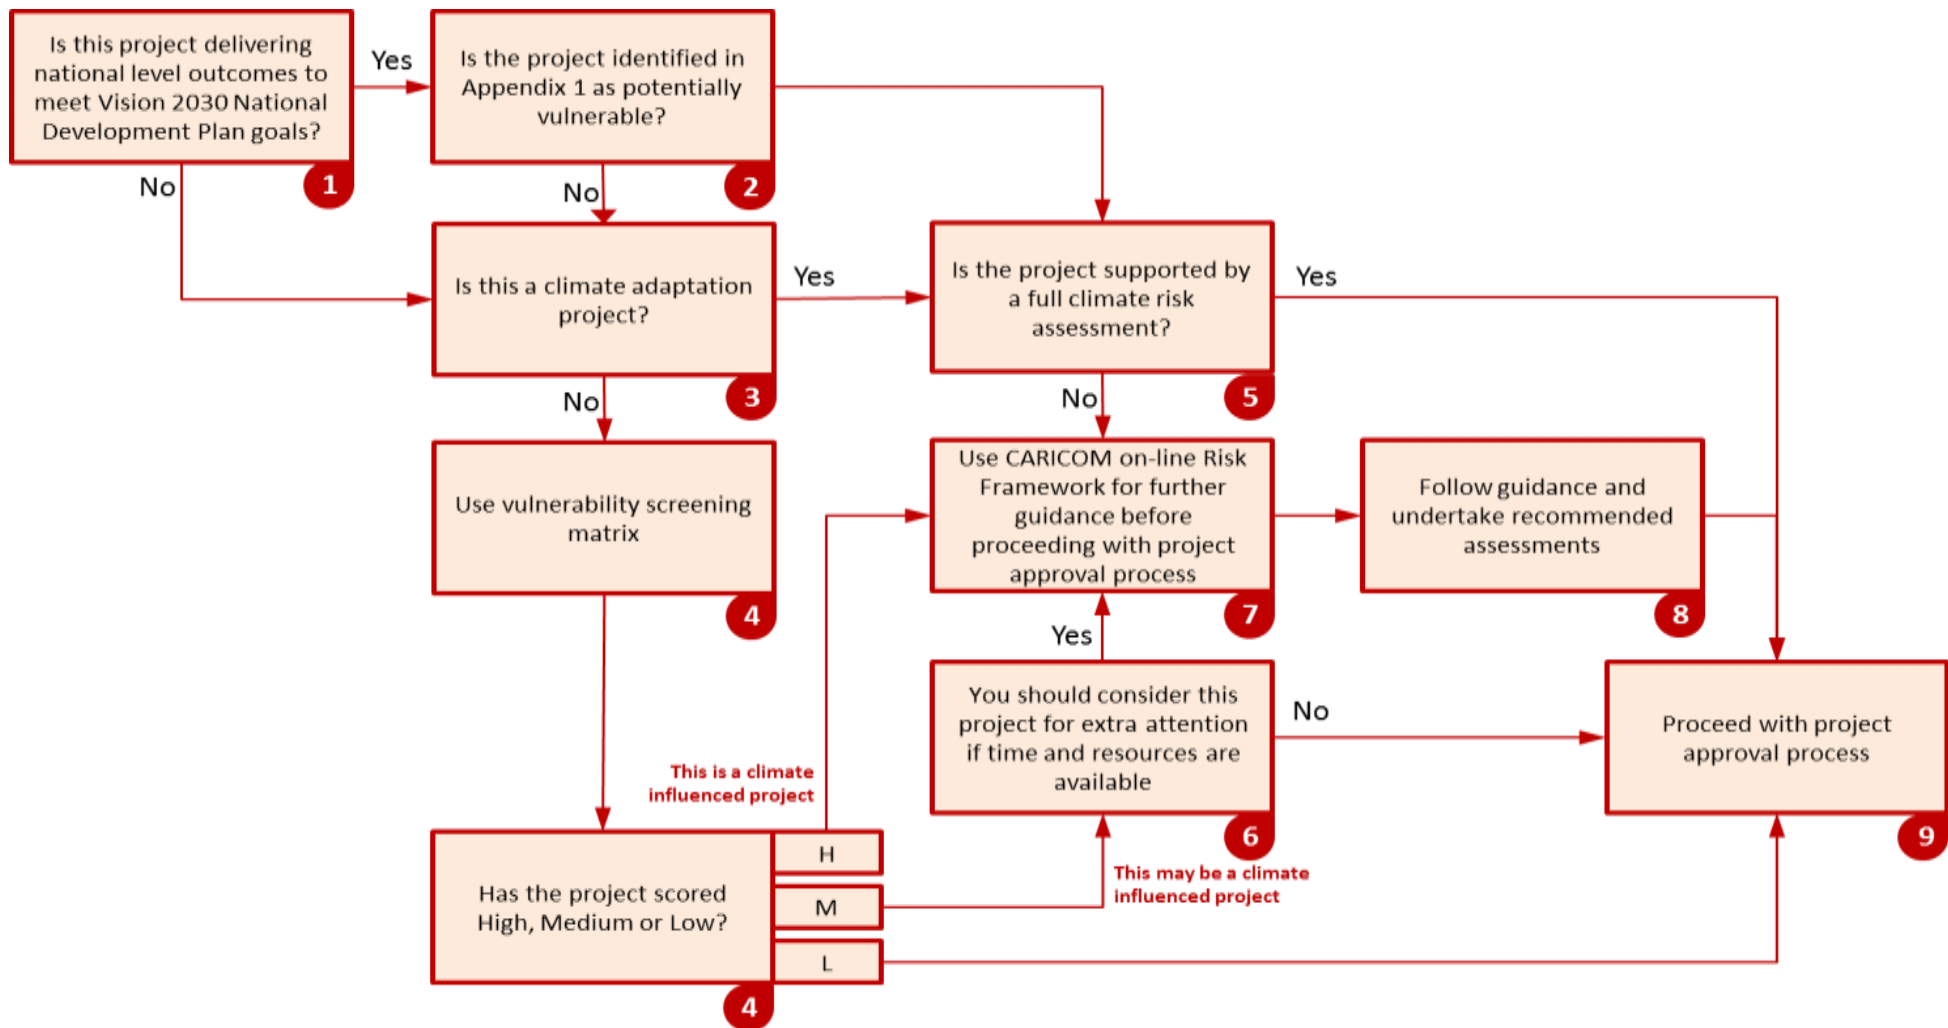 Is this project delivering
national level outcomes to
meet Vision 2030 National
Development Plan goals?
1
Yes
No
Is the project identified in
Appendix 1 as potentially
vulnerable?
2
No
Is this a climate adaptation
project?
3
Yes
No
Is the project supported by
a full climate risk
assessment?
5
Yes
No
Use vulnerability screening
matrix
4
Use CARICOM on-line Risk
Framework for further
guidance before
proceeding with project
approval process
7
Follow guidance and
undertake recommended
assessments
8
Yes
You should consider this
project for extra attention
if time and resources are
available
6
No
Proceed with project
approval process
9
This is a climate
influenced project
Has the project scored
High, Medium or Low?
4
H
M
L
This may be a climate
influenced project